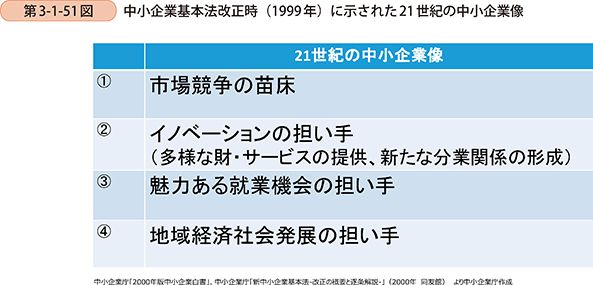 第3-1-51図 中小企業基本法改正時（1999年）に示された21世紀の中小企業像
21世紀の中小企業像
① 市場競争の苗床
② イノベーションの担い手
（多様な財・サービスの提供、新たな分業関係の形成）
③ 魅力ある就業機会の担い手
④ 地域経済社会発展の担い手
中小企業庁「2000年版中小企業白書」、中小企業庁「新中小企業基本法-改正の概要と逐条解説-」（2000年 同友館） より中小企業庁作成